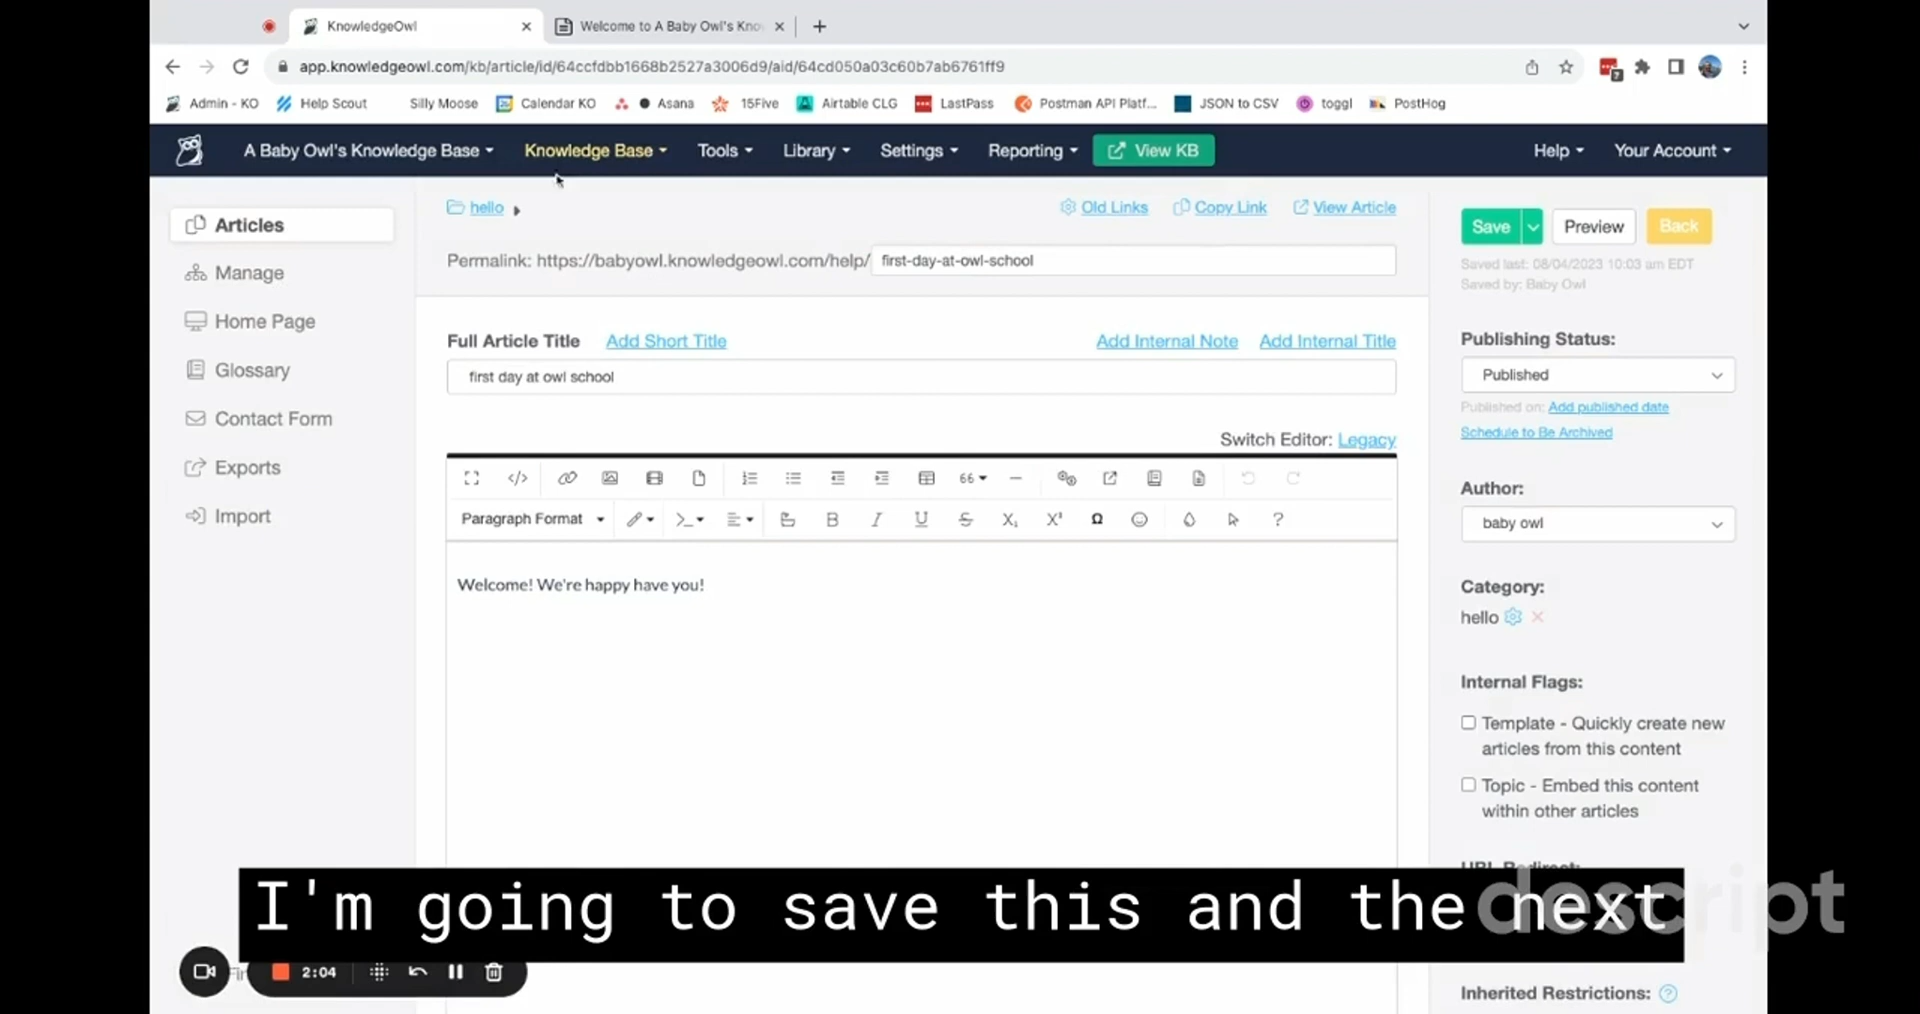 KnowledgeOwl
Welcome to A Baby Owl's Kno
app.knowledgeowl.com/kb/article/id/64ccfdbb1668b2527a3006d9/aid/64cd050a03c60b7ab6761ff9
Admin - KO Help Scout Silly Moose Calendar KO Asana 15Five Airtable CLG LastPass Postman API Platf... JSON to CSV toggl PostHog
A Baby Owl's Knowledge Base Knowledge Base Tools Library Settings Reporting View KB Help Your Account
Articles
Manage
Home Page
Glossary
Contact Form
Exports
Import
hello Old Links Copy Link View Article
Permalink: https://babyowl.knowledgeowl.com/help/ first-day-at-owl-school
Full Article Title Add Short Title Add Internal Note Add Internal Title
first day at owl school
Switch Editor: Legacy
Paragraph Format
Welcome! We're happy have you!
Save Preview Back
Saved last: 08/04/2023 10:03 am EDT
Saved by: Baby Owl
Publishing Status:
Published
Published on: Add published date
Schedule to Be Archived
Author:
baby owl
Category:
hello
Internal Flags:
Template - Quickly create new
articles from this content
Topic - Embed this content
within other articles
URL Redirect:
I'm going to save this and the next
descript
2:04
Inherited Restrictions: